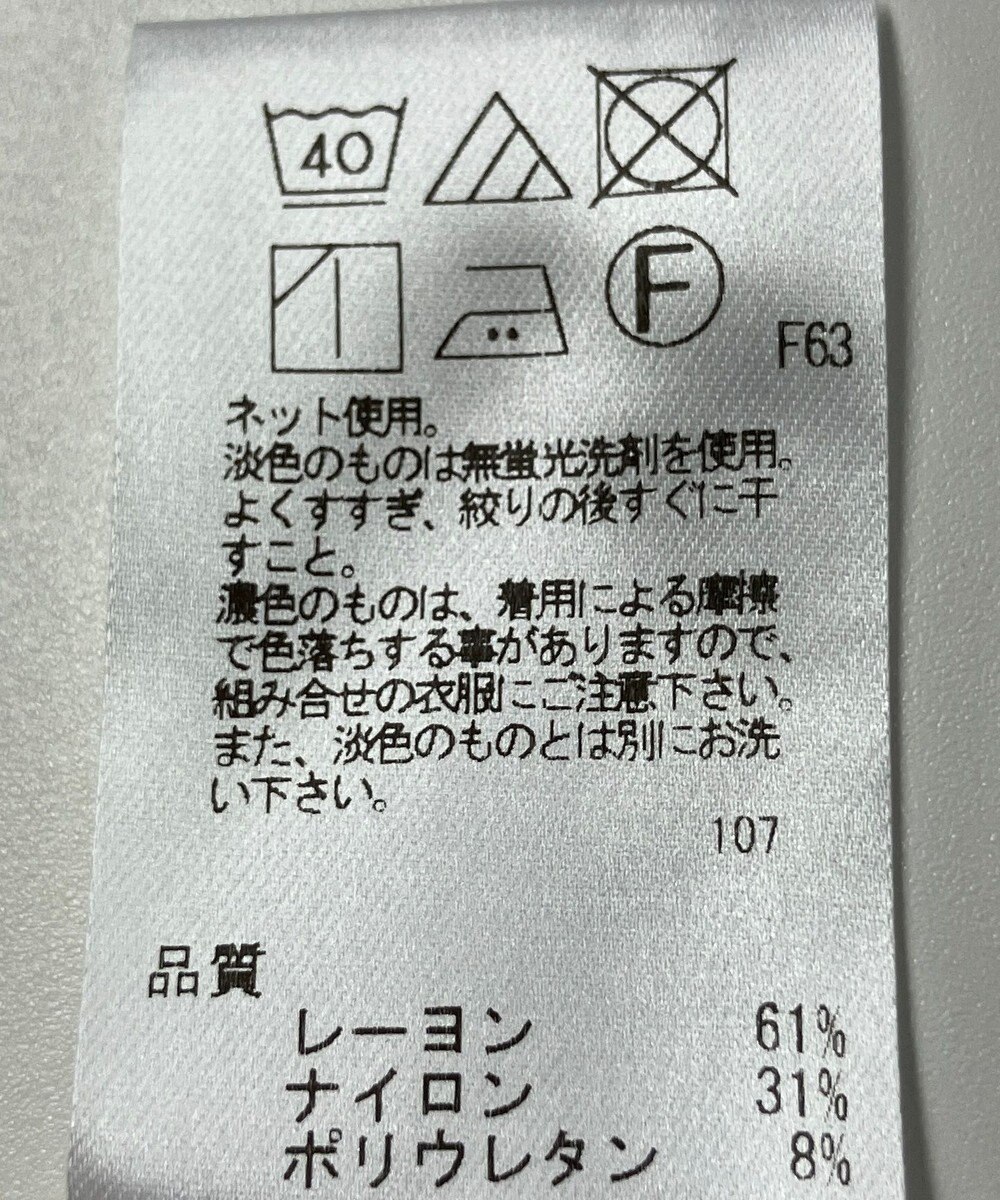 40
F
F63
ネット使用。
淡色のものは無蛍光洗剤を使用。
よくすすぎ、絞りの後すぐに干
すこと。
濃色のものは、着用による摩擦
で色落ちする事がありますので、
組み合せの衣服にご注意下さい。
また、淡色のものとは別にお洗
い下さい。
107
品質
レーヨン 61%
ナイロン 31%
ポリウレタン 8%